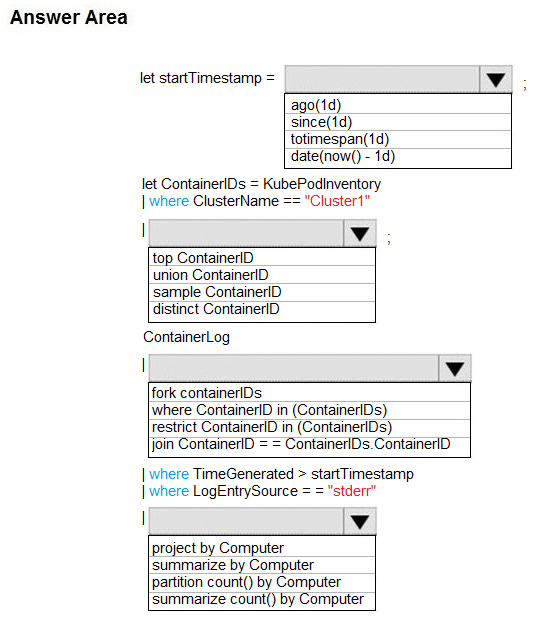 Answer Area
let startTimestamp = ;
ago(1d)
since(1d)
totimespan(1d)
date(now() - 1d)
let ContainerIDs = KubePodInventory
| where ClusterName == "Cluster1"
| ;
top ContainerID
union ContainerID
sample ContainerID
distinct ContainerID
ContainerLog
|
fork containerIDs
where ContainerID in (ContainerIDs)
restrict ContainerID in (ContainerIDs)
join ContainerID = = ContainerIDs.ContainerID
| where TimeGenerated > startTimestamp
| where LogEntrySource = = "stderr"
|
project by Computer
summarize by Computer
partition count() by Computer
summarize count() by Computer